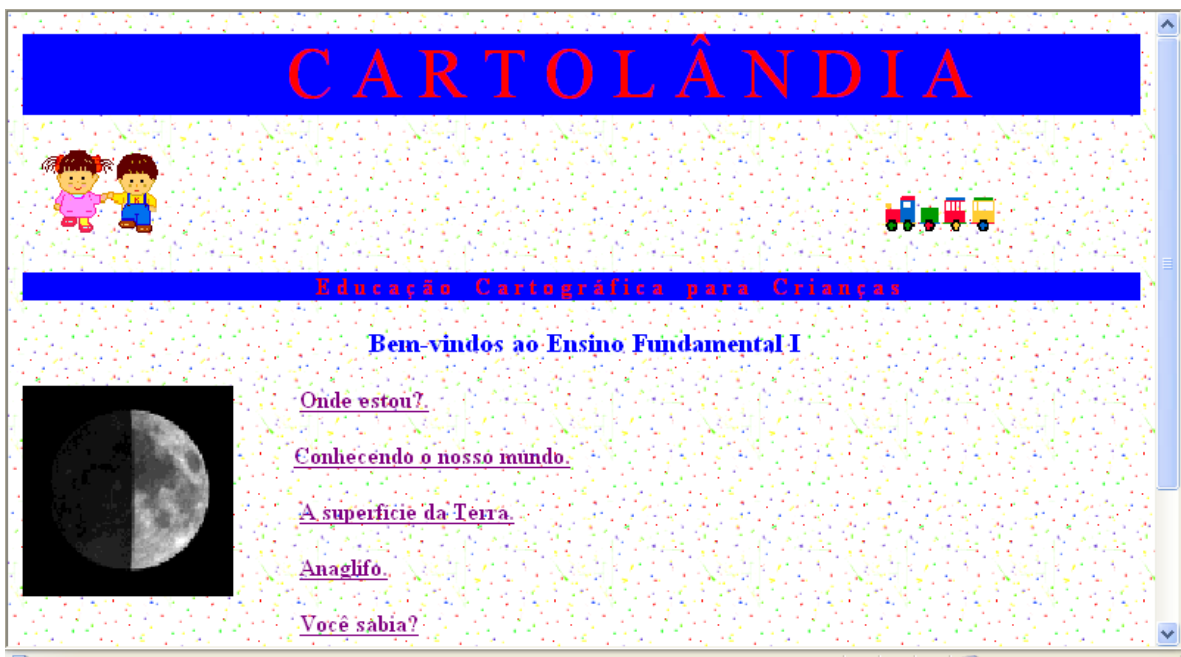 CARTOLÂNDIA
Educação Cartográfica para Crianças
Bem-vindos ao Ensino Fundamental I
Onde estou?
Conhecendo o nosso mundo.
A superfície da Terra.
Anaglifo.
Você sabia?